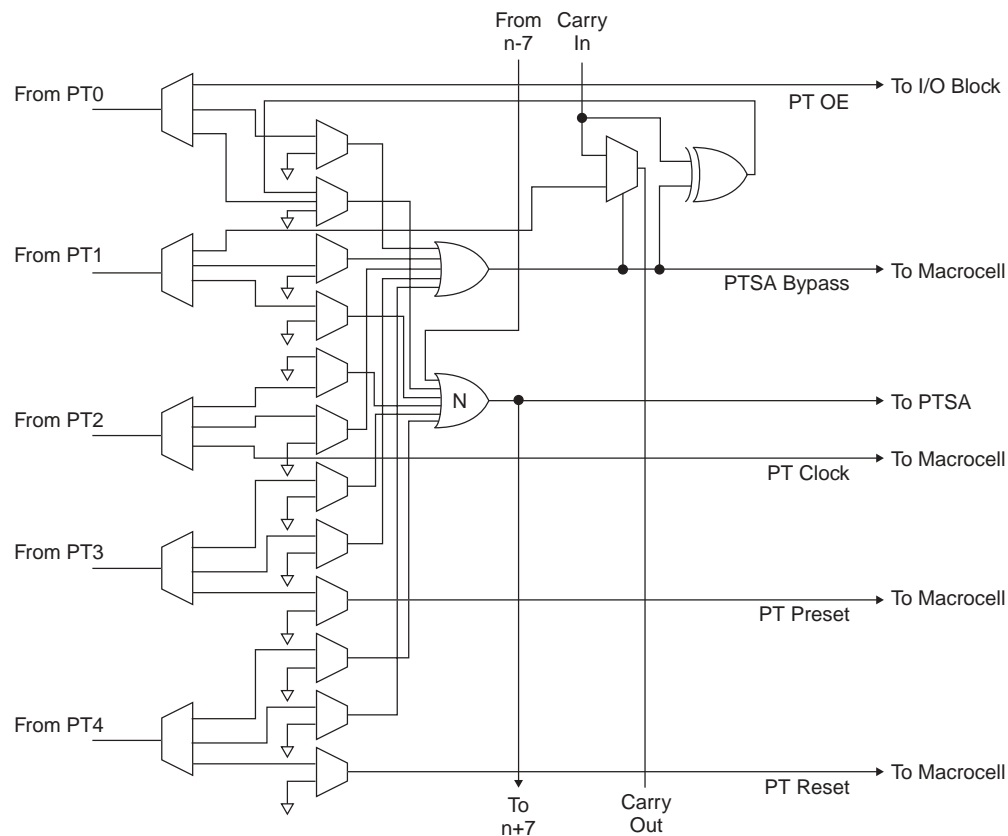 From
n-7
Carry
In
From PT0
To I/O Block
PT OE
From PT1
To Macrocell
PTSA Bypass
N
To PTSA
From PT2
To Macrocell
PT Clock
From PT3
To Macrocell
PT Preset
From PT4
To Macrocell
PT Reset
To
n+7
Carry
Out